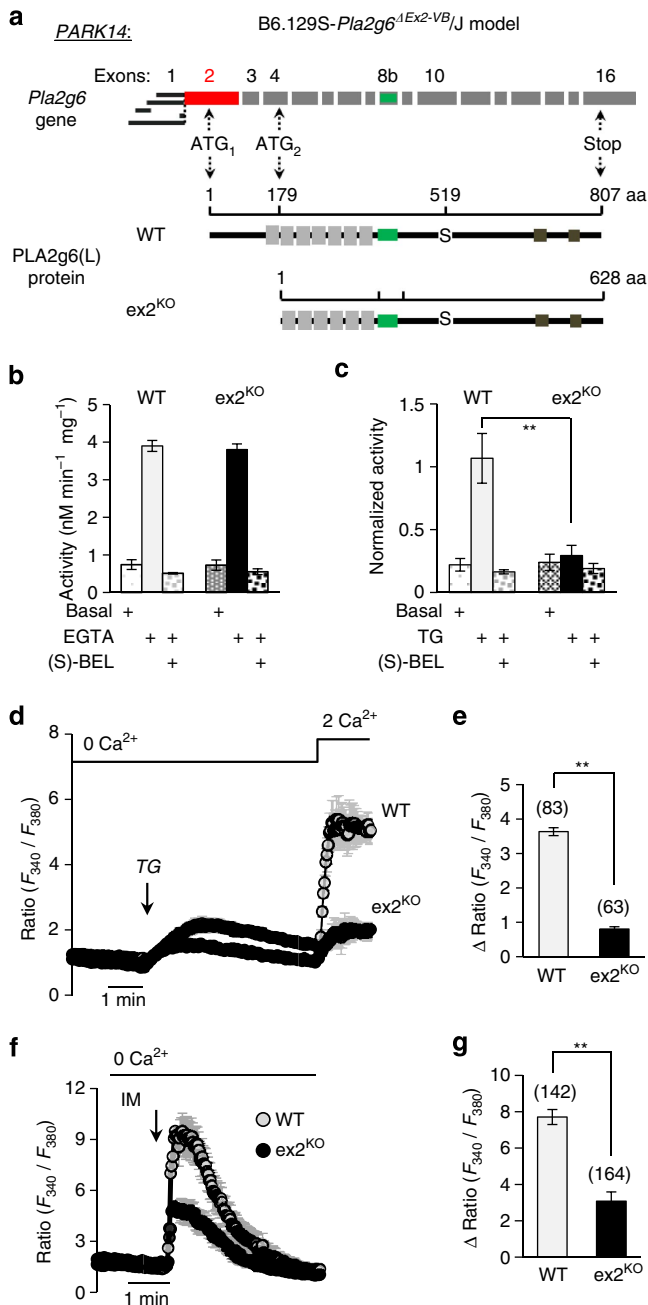 a
PARK14:
B6.129S-Pla2g6ΔEx2-VB/J model
Exons: 1 2 3 4 8b 10 16
Pla2g6
gene
ATG1 ATG2 Stop
1 179 519 807 aa
WT
S
PLA2g6(L)
protein
1 628 aa
ex2KO
S
b
WT ex2KO
Activity (nM min−1 mg−1)
5
4
3
2
1
0
Basal + +
EGTA + + + +
(S)-BEL + +
c
WT ex2KO
**
Normalized activity
1.5
1
0.5
0
Basal + +
TG + + + +
(S)-BEL + +
d
0 Ca2+
2 Ca2+
Ratio (F340 / F380)
8
6
4
2
0
TG
WT
ex2KO
1 min
e
**
Δ Ratio (F340 / F380)
5
4
3
2
1
0
(83)
(63)
WT ex2KO
f
0 Ca2+
Ratio (F340 / F380)
12
9
6
3
0
IM
WT
ex2KO
1 min
g
**
Δ Ratio (F340 / F380)
10
8
6
4
2
0
(142)
(164)
WT ex2KO